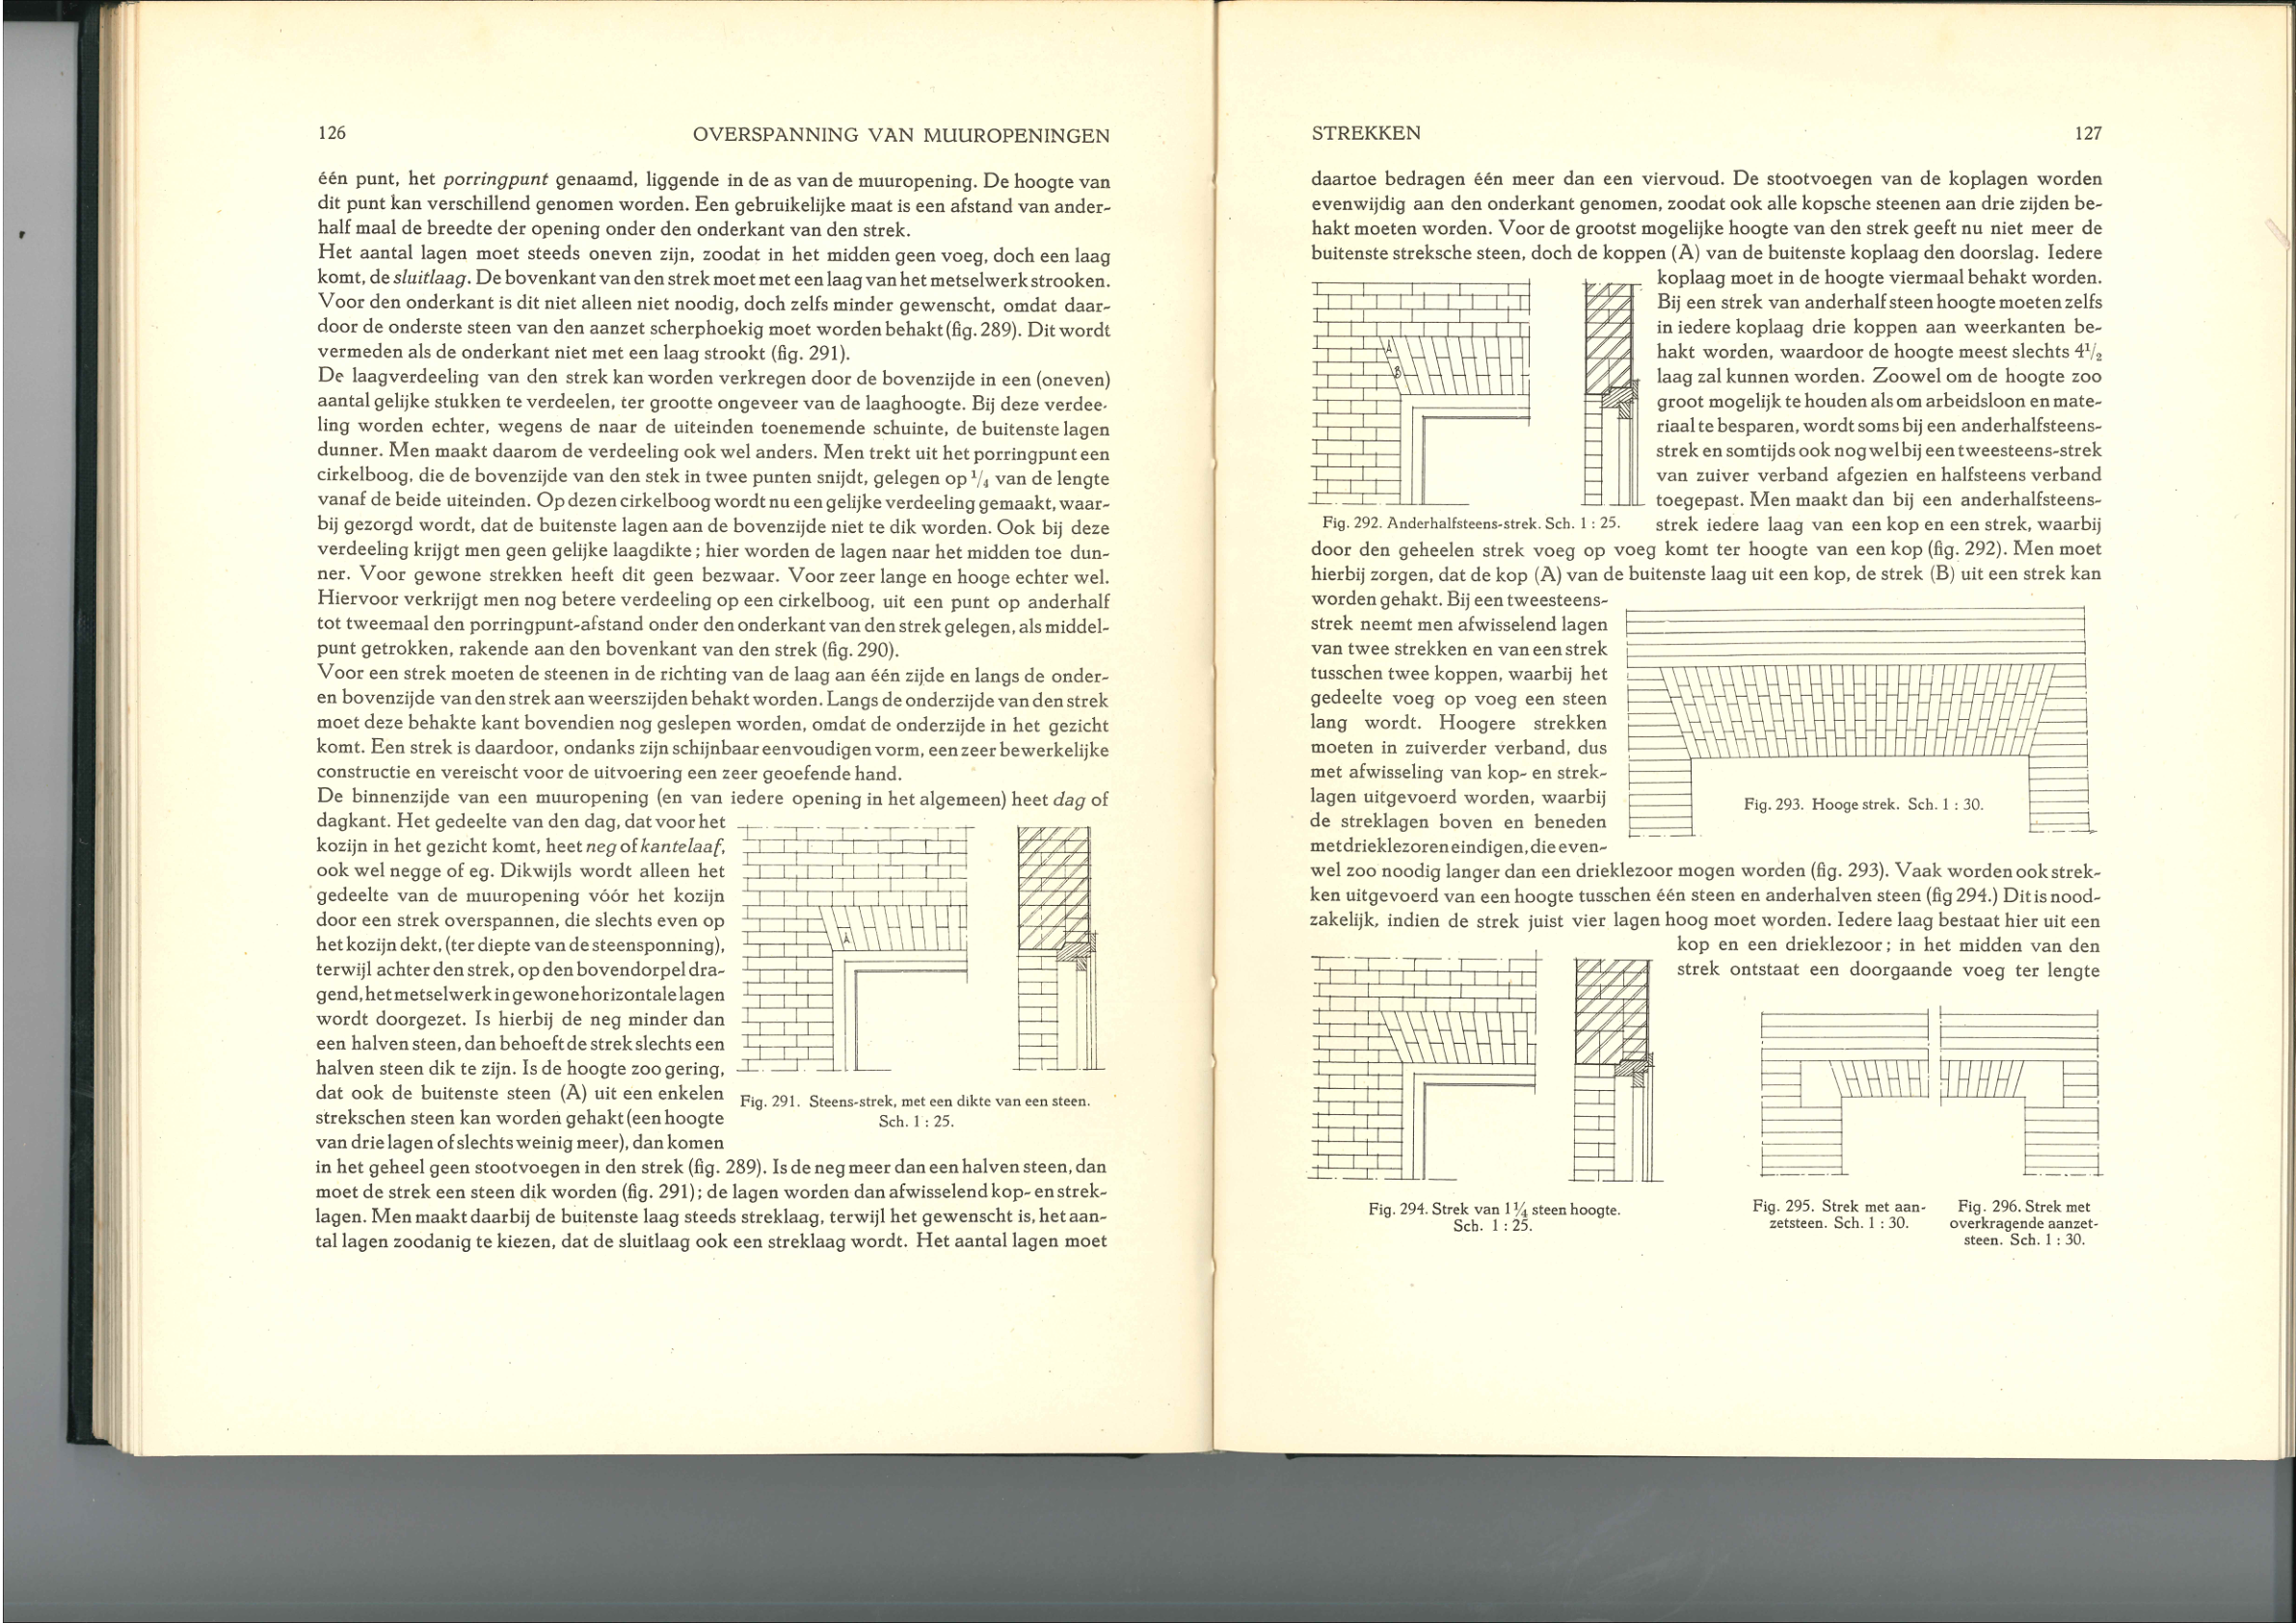 126
OVERSPANNING VAN MUUROPENINGEN
één punt, het porringpunt genaamd, liggende in de as van de muuropening. De hoogte van
dit punt kan verschillend genomen worden. Een gebruikelijke maat is een afstand van ander-
half maal de breedte der opening onder den onderkant van den strek.
Het aantal lagen moet steeds oneven zijn, zoodat in het midden geen voeg, doch een laag
komt, de sluitlaag. De bovenkant van den strek moet met een laag van het metselwerk strooken.
Voor den onderkant is dit niet alleen niet noodig, doch zelfs minder gewenscht, omdat daar-
door de onderste steen van den aanzet scherphoekig moet worden behakt (fig. 289). Dit wordt
vermeden als de onderkant niet met een laag strookt (fig. 291).
De laagverdeeling van den strek kan worden verkregen door de bovenzijde in een (oneven)
aantal gelijke stukken te verdeelen, ter grootte ongeveer van de laaghoogte. Bij deze verdee-
ling worden echter, wegens de naar de uiteinden toenemende schuinte, de buitenste lagen
dunner. Men maakt daarom de verdeeling ook wel anders. Men trekt uit het porringpunt een
cirkelboog, die de bovenzijde van den stek in twee punten snijdt, gelegen op 1/4 van de lengte
vanaf de beide uiteinden. Op dezen cirkelboog wordt nu een gelijke verdeeling gemaakt, waar-
bij gezorgd wordt, dat de buitenste lagen aan de bovenzijde niet te dik worden. Ook bij deze
verdeeling krijgt men geen gelijke laagdikte; hier worden de lagen naar het midden toe dun-
ner. Voor gewone strekken heeft dit geen bezwaar. Voor zeer lange en hooge echter wel.
Hiervoor verkrijgt men nog betere verdeeling op een cirkelboog, uit een punt op anderhalf
tot tweemaal den porringpunt-afstand onder den onderkant van den strek gelegen, als middel-
punt getrokken, rakende aan den bovenkant van den strek (fig. 290).
Voor een strek moeten de steenen in de richting van de laag aan één zijde en langs de onder-
en bovenzijde van den strek aan weerszijden behakt worden. Langs de onderzijde van den strek
moet deze behakte kant bovendien nog geslepen worden, omdat de onderzijde in het gezicht
komt. Een strek is daardoor, ondanks zijn schijnbaar eenvoudigen vorm, een zeer bewerkelijke
constructie en vereischt voor de uitvoering een zeer geoefende hand.
De binnenzijde van een muuropening (en van iedere opening in het algemeen) heet dag of
dagkant. Het gedeelte van den dag, dat voor het
kozijn in het gezicht komt, heet neg of kantelaaf,
ook wel negge of eg. Dikwijls wordt alleen het
gedeelte van de muuropening vóór het kozijn
door een strek overspannen, die slechts even op
het kozijn dekt, (ter diepte van de steensponning),
terwijl achter den strek, op den bovendorpel dra-
gend, het metselwerk in gewone horizontale lagen
wordt doorgezet. Is hierbij de neg minder dan
een halven steen, dan behoeft de strek slechts een
halven steen dik te zijn. Is de hoogte zoo gering,
dat ook de buitenste steen (A) uit een enkelen
strekschen steen kan worden gehakt (een hoogte
van drie lagen of slechts weinig meer), dan komen
A
Fig. 291. Steens-strek, met een dikte van een steen.
Sch. 1 : 25.
in het geheel geen stootvoegen in den strek (fig. 289). Is de neg meer dan een halven steen, dan
moet de strek een steen dik worden (fig. 291); de lagen worden dan afwisselend kop- en strek-
lagen. Men maakt daarbij de buitenste laag steeds streklaag, terwijl het gewenscht is, het aan-
tal lagen zoodanig te kiezen, dat de sluitlaag ook een streklaag wordt. Het aantal lagen moet
STREKKEN
127
daartoe bedragen één meer dan een viervoud. De stootvoegen van de koplagen worden
evenwijdig aan den onderkant genomen, zoodat ook alle kopsche steenen aan drie zijden be-
hakt moeten worden. Voor de grootst mogelijke hoogte van den strek geeft nu niet meer de
buitenste streksche steen, doch de koppen (A) van de buitenste koplaag den doorslag. Iedere
koplaag moet in de hoogte viermaal behakt worden.
Bij een strek van anderhalf steen hoogte moeten zelfs
in iedere koplaag drie koppen aan weerkanten be-
hakt worden, waardoor de hoogte meest slechts 4 1/2
laag zal kunnen worden. Zoowel om de hoogte zoo
groot mogelijk te houden als om arbeidsloon en mate-
riaal te besparen, wordt soms bij een anderhalfsteens-
strek en somtijds ook nog wel bij een tweesteens-strek
van zuiver verband afgezien en halfsteens verband
toegepast. Men maakt dan bij een anderhalfsteens-
strek iedere laag van een kop en een strek, waarbij
A
B
Fig. 292. Anderhalfsteens-strek. Sch. 1 : 25.
door den geheelen strek voeg op voeg komt ter hoogte van een kop (fig. 292). Men moet
hierbij zorgen, dat de kop (A) van de buitenste laag uit een kop, de strek (B) uit een strek kan
worden gehakt. Bij een tweesteens-
strek neemt men afwisselend lagen
van twee strekken en van een strek
tusschen twee koppen, waarbij het
gedeelte voeg op voeg een steen
lang wordt. Hoogere strekken
moeten in zuiverder verband, dus
met afwisseling van kop- en strek-
lagen uitgevoerd worden, waarbij
de streklagen boven en beneden
met drieklezoren eindigen, die even-
Fig. 293. Hooge strek. Sch. 1 : 30.
wel zoo noodig langer dan een drieklezoor mogen worden (fig. 293). Vaak worden ook strek-
ken uitgevoerd van een hoogte tusschen één steen en anderhalven steen (fig 294.) Dit is nood-
zakelijk, indien de strek juist vier lagen hoog moet worden. Iedere laag bestaat hier uit een
kop en een drieklezoor; in het midden van den
strek ontstaat een doorgaande voeg ter lengte
Fig. 294. Strek van 1 1/4 steen hoogte.
Sch. 1 : 25.
Fig. 295. Strek met aan-
zetsteen. Sch. 1 : 30.
Fig. 296. Strek met
overkragende aanzet-
steen. Sch. 1 : 30.